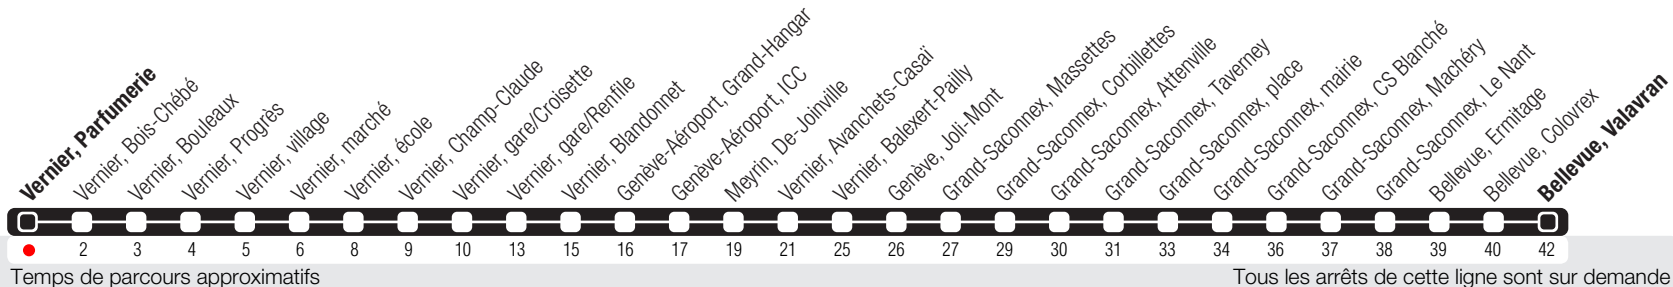 Vernier, Parfumerie
Vernier, Bois-Chébé
Vernier, Bouleaux
Vernier, Progrès
Vernier, village
Vernier, marché
Vernier, école
Vernier, Champ-Claude
Vernier, gare/Croisette
Vernier, gare/Renfile
Vernier, Blandonnet
Genève-Aéroport, Grand-Hangar
Genève-Aéroport, ICC
Meyrin, De-Joinville
Vernier, Avanchets-Casaï
Vernier, Balexert-Pailly
Genève, Joli-Mont
Grand-Saconnex, Massettes
Grand-Saconnex, Corbillettes
Grand-Saconnex, Attenville
Grand-Saconnex, Taverney
Grand-Saconnex, place
Grand-Saconnex, mairie
Grand-Saconnex, CS Blanché
Grand-Saconnex, Machéry
Grand-Saconnex, Le Nant
Bellevue, Ermitage
Bellevue, Colovrex
Bellevue, Valavran
2 3 4 5 6 8 9 10 13 15 16 17 19 21 25 26 27 29 30 31 33 34 36 37 38 39 40 42
Temps de parcours approximatifs
Tous les arrêts de cette ligne sont sur demande